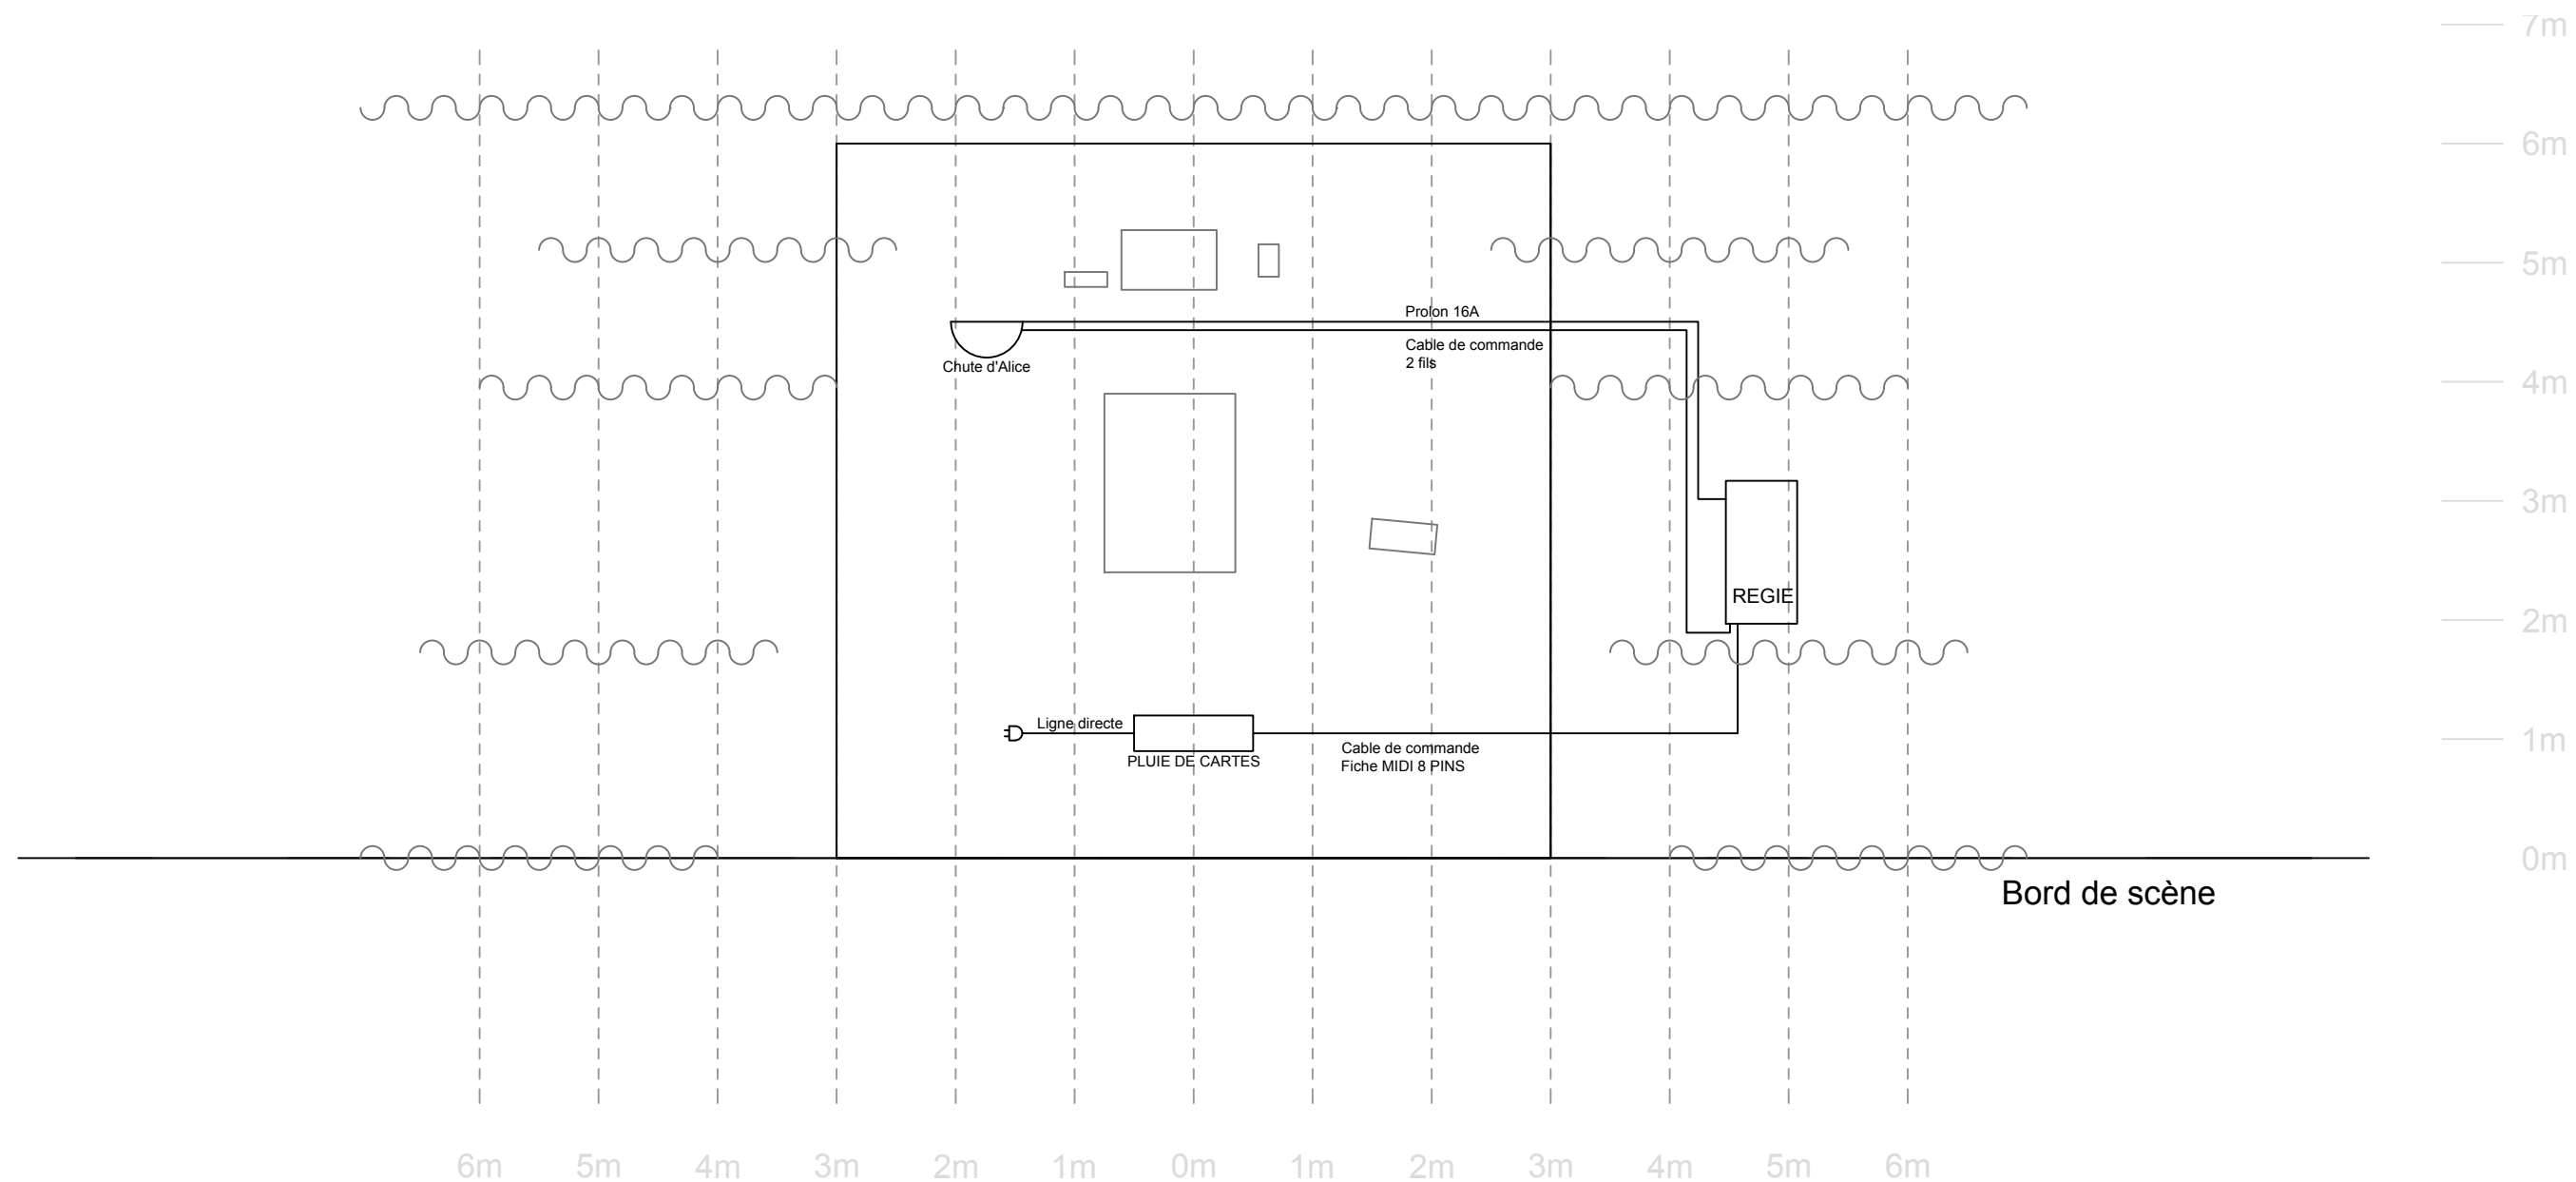 7m
6m
5m
Prolon 16A
Cable de commande
2 fils
Chute d'Alice
4m
3m
REGIE
2m
Ligne directe
1m
Cable de commande
PLUIE DE CARTES
Fiche MIDI 8 PINS
0m
Bord de scène
6m 5m 4m 3m 2m 1m 0m 1m 2m 3m 4m 5m 6m